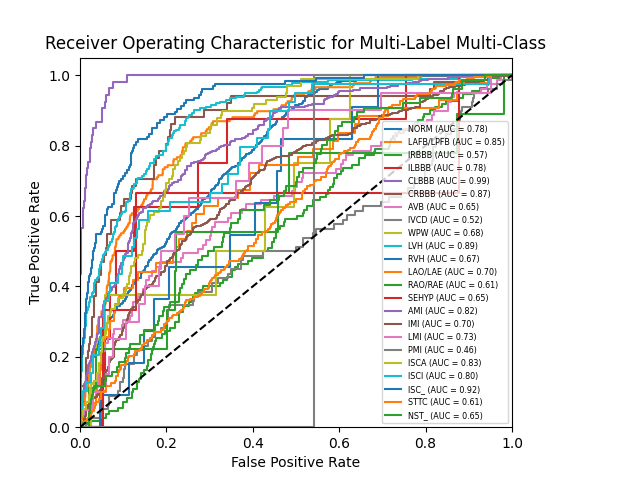 Receiver Operating Characteristic for Multi-Label Multi-Class
True Positive Rate
1.0
0.8
0.6
0.4
0.2
0.0
NORM (AUC = 0.78)
LAFB/LPFB (AUC = 0.85)
IRBBB (AUC = 0.57)
ILBBB (AUC = 0.78)
CLBBB (AUC = 0.99)
CRBBB (AUC = 0.87)
AVB (AUC = 0.65)
IVCD (AUC = 0.52)
WPW (AUC = 0.68)
LVH (AUC = 0.89)
RVH (AUC = 0.67)
LAO/LAE (AUC = 0.70)
RAO/RAE (AUC = 0.61)
SEHYP (AUC = 0.65)
AMI (AUC = 0.82)
IMI (AUC = 0.70)
LMI (AUC = 0.73)
PMI (AUC = 0.46)
ISCA (AUC = 0.83)
ISCI (AUC = 0.80)
ISC_ (AUC = 0.92)
STTC (AUC = 0.61)
NST_ (AUC = 0.65)
0.0 0.2 0.4 0.6 0.8 1.0
False Positive Rate